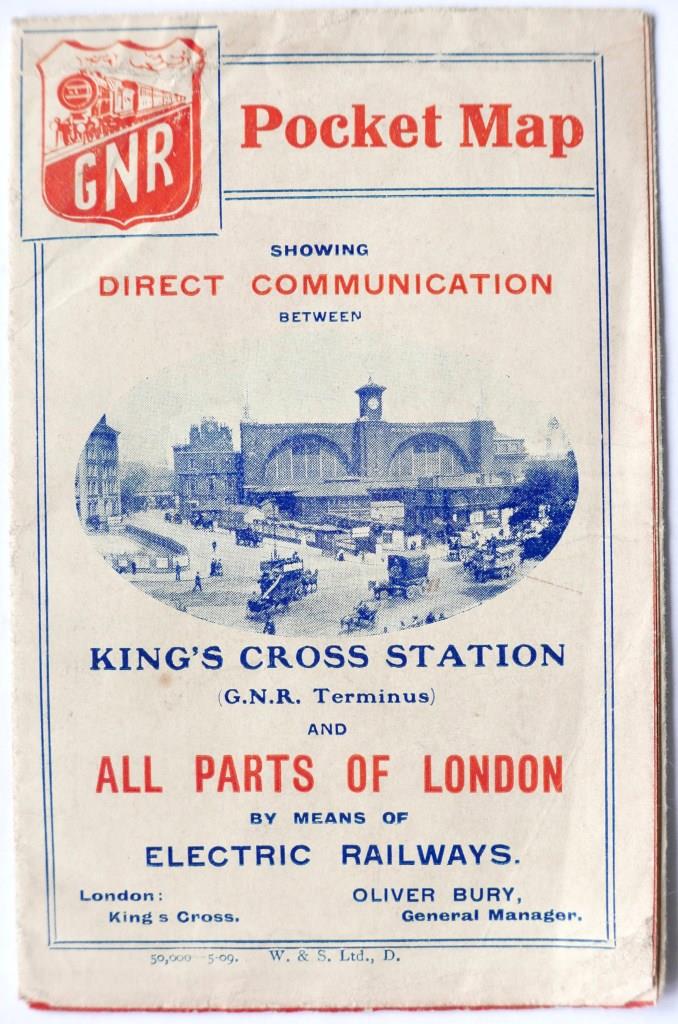 GNR
Pocket Map
SHOWING
DIRECT COMMUNICATION
BETWEEN
KING'S CROSS STATION
(G.N.R. Terminus)
AND
ALL PARTS OF LONDON
BY MEANS OF
ELECTRIC RAILWAYS.
London:
King s Cross.
OLIVER BURY,
General Manager.
50,000—5-09. W. & S. Ltd., D.